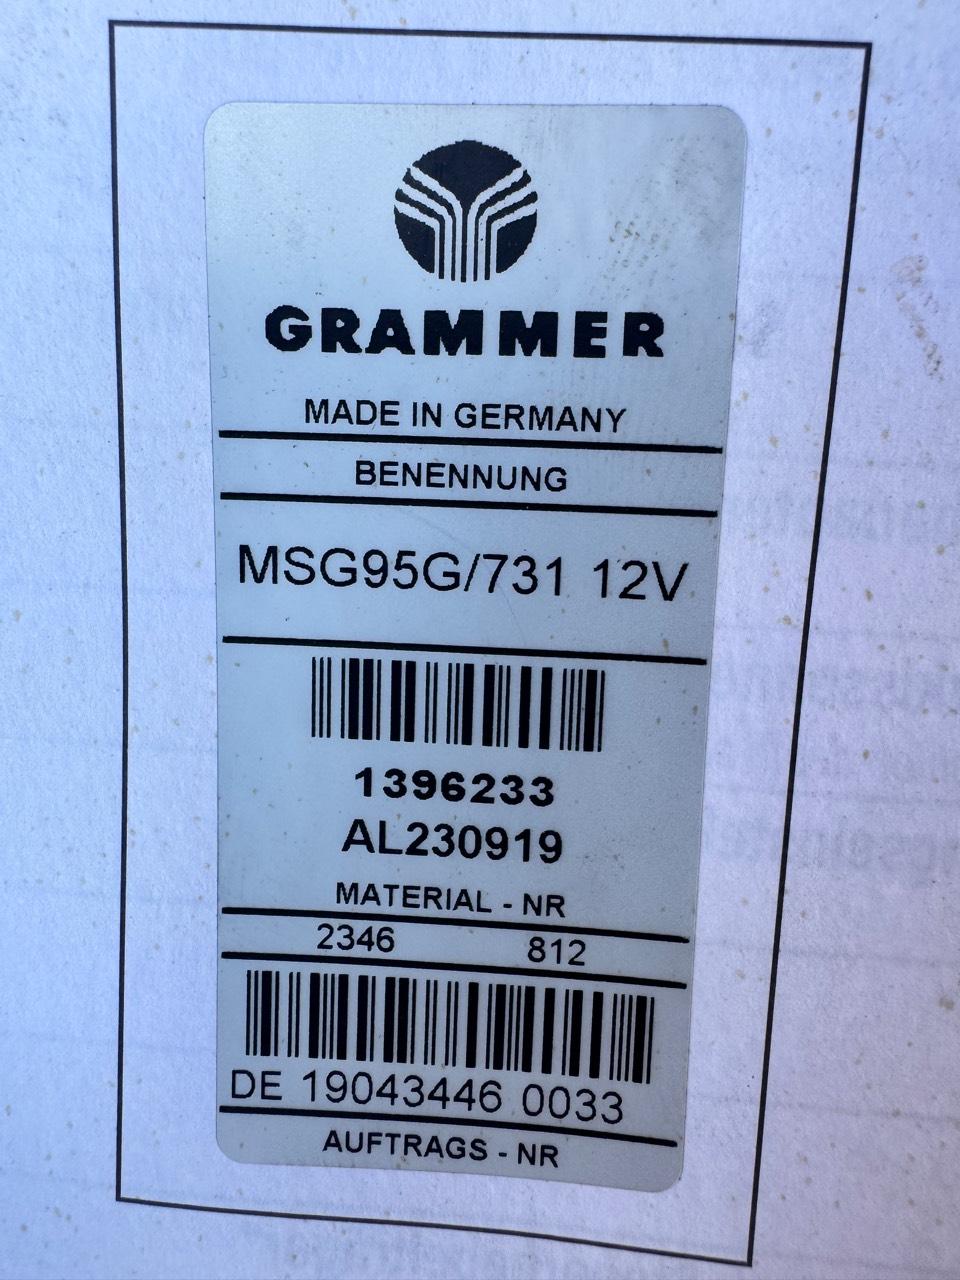 GRAMMER
MADE IN GERMANY
BENENNUNG
MSG95G/731 12V
1396233
AL230919
MATERIAL - NR
2346 812
DE 19043446 0033
AUFTRAGS - NR